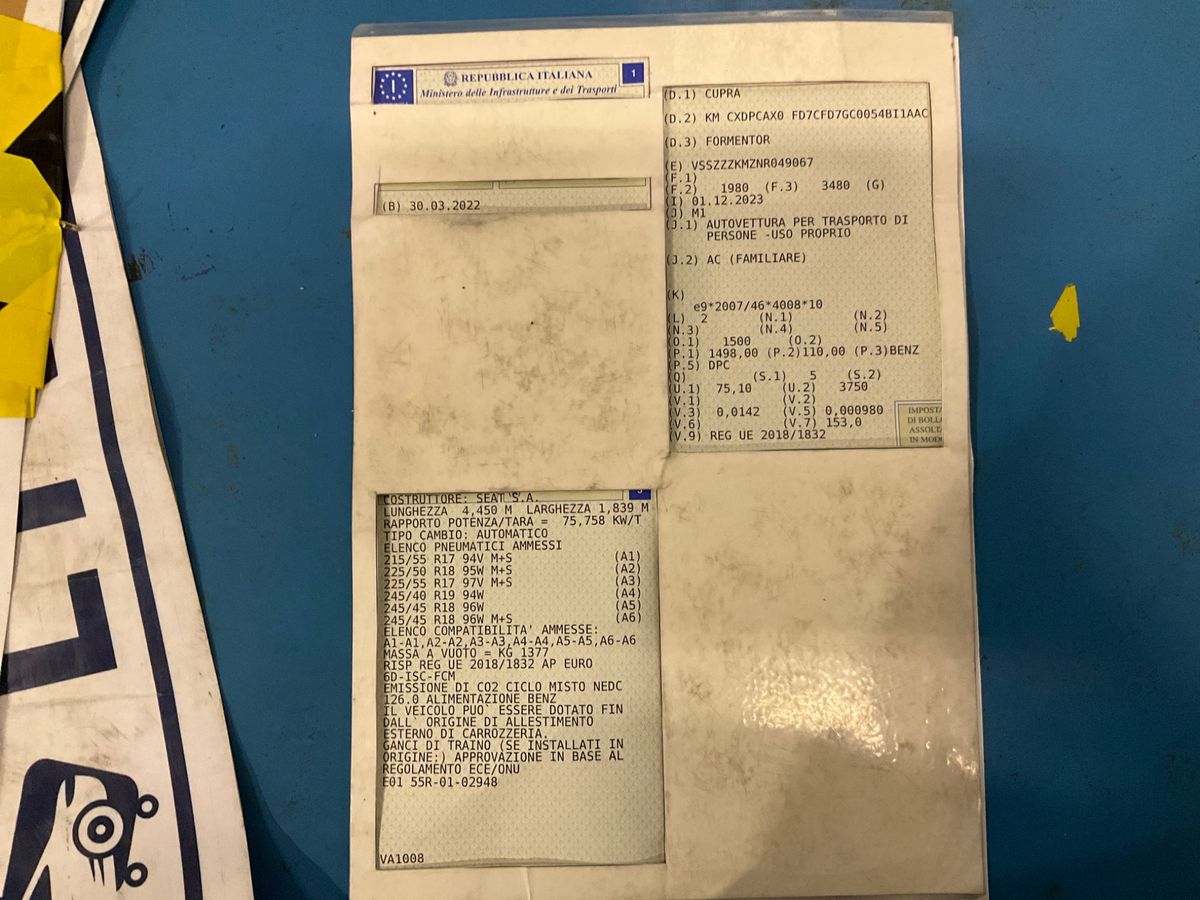 REPUBBLICA ITALIANA
1
Ministero delle Infrastrutture e dei Trasporti
I
(B) 30.03.2022
(D.1) CUPRA
(D.2) KM CXDPCAX0 FD7CFD7GC0054BI1AAC
(D.3) FORMENTOR
(E) VSSZZZKMZNR049067
(F.1)
(F.2) 1980 (F.3) 3480 (G)
(I) 01.12.2023
(J) M1
(J.1) AUTOVETTURA PER TRASPORTO DI
PERSONE -USO PROPRIO
(J.2) AC (FAMILIARE)
(K)
e9*2007/46*4008*10
(L) 2 (N.1) (N.2)
(N.3) (N.4) (N.5)
(O.1) 1500 (O.2)
(P.1) 1498,00 (P.2)110,00 (P.3)BENZ
(P.5) DPC
(Q) (S.1) 5 (S.2)
(U.1) 75,10 (U.2) 3750
(V.1) (V.2)
(V.3) 0,0142 (V.5) 0,000980
(V.6) (V.7) 153,0
(V.9) REG UE 2018/1832
IMPOSTA
DI BOLL
ASSOLT
IN MOD
COSTRUTTORE: SEAT S.A.
3
LUNGHEZZA 4,450 M LARGHEZZA 1,839 M
RAPPORTO POTENZA/TARA = 75,758 KW/T
TIPO CAMBIO: AUTOMATICO
ELENCO PNEUMATICI AMMESSI
215/55 R17 94V M+S (A1)
225/50 R18 95W M+S (A2)
225/55 R17 97V M+S (A3)
245/40 R19 94W (A4)
245/45 R18 96W (A5)
245/45 R18 96W M+S (A6)
ELENCO COMPATIBILITA' AMMESSE:
A1-A1,A2-A2,A3-A3,A4-A4,A5-A5,A6-A6
MASSA A VUOTO = KG 1377
RISP REG UE 2018/1832 AP EURO
6D-ISC-FCM
EMISSIONE DI CO2 CICLO MISTO NEDC
126.0 ALIMENTAZIONE BENZ
IL VEICOLO PUO` ESSERE DOTATO FIN
DALL` ORIGINE DI ALLESTIMENTO
ESTERNO DI CARROZZERIA.
GANCI DI TRAINO (SE INSTALLATI IN
ORIGINE:) APPROVAZIONE IN BASE AL
REGOLAMENTO ECE/ONU
E01 55R-01-02948
VA1008